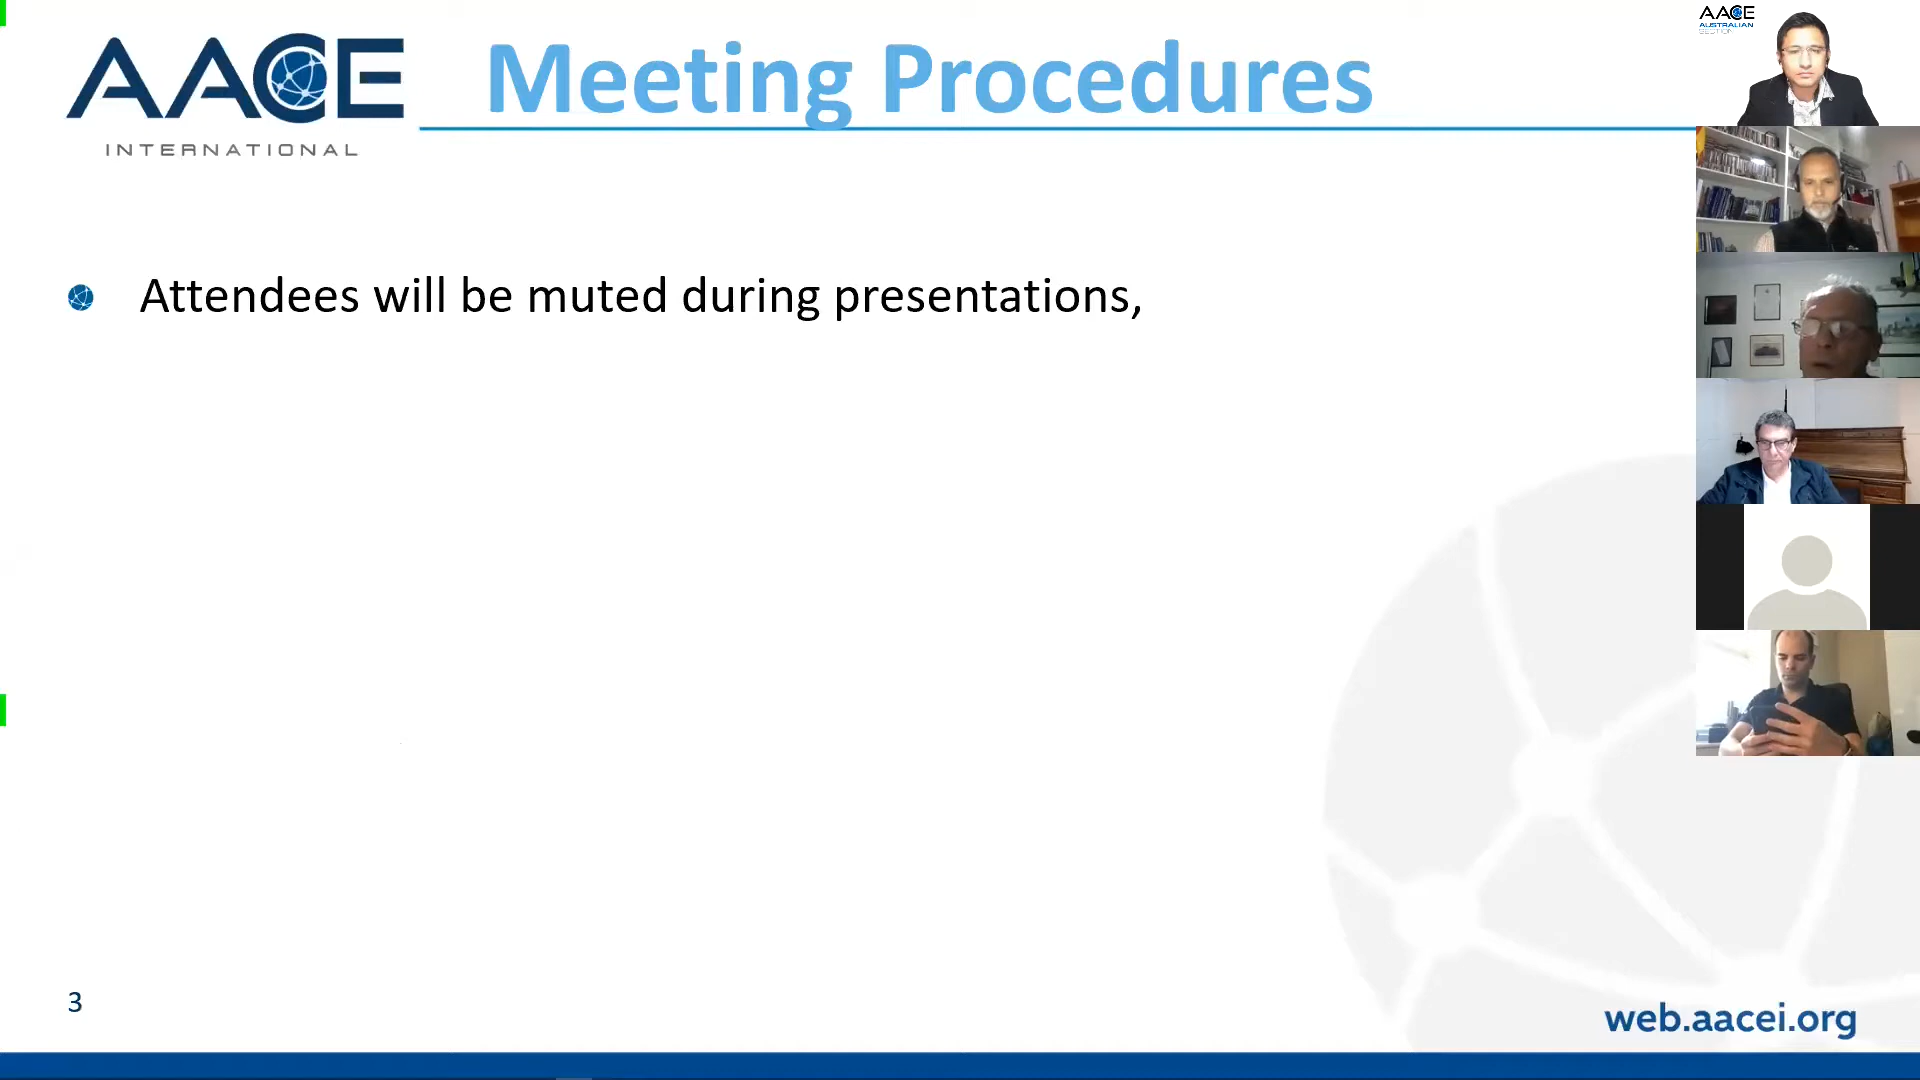 AACE
INTERNATIONAL
Meeting Procedures
AACE
AUSTRALIAN
SECTION
Attendees will be muted during presentations,
3
web.aacei.org